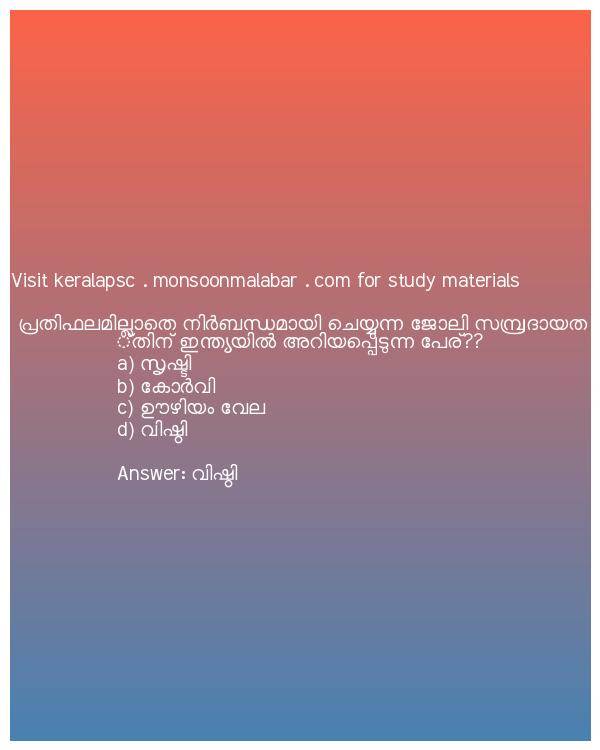 Visit keralapsc . monsoonmalabar . com for study materials
പ്രതിഫലമില്ലാതെ നിർബന്ധമായി ചെയ്യുന്ന ജോലി സമ്പ്രദായത
്തിന് ഇന്ത്യയിൽ അറിയപ്പെടുന്ന പേര്??
a) സൃഷ്ടി
b) കോർവി
c) ഊഴിയം വേല
d) വിഷ്ഠി
Answer: വിഷ്ഠി